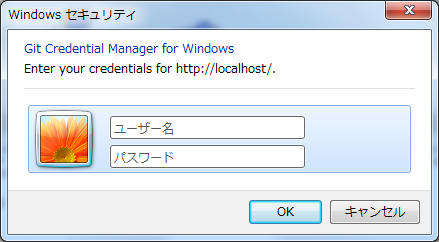 Windows セキュリティ
Git Credential Manager for Windows
Enter your credentials for http://localhost/.
ユーザー名
パスワード
OK
キャンセル